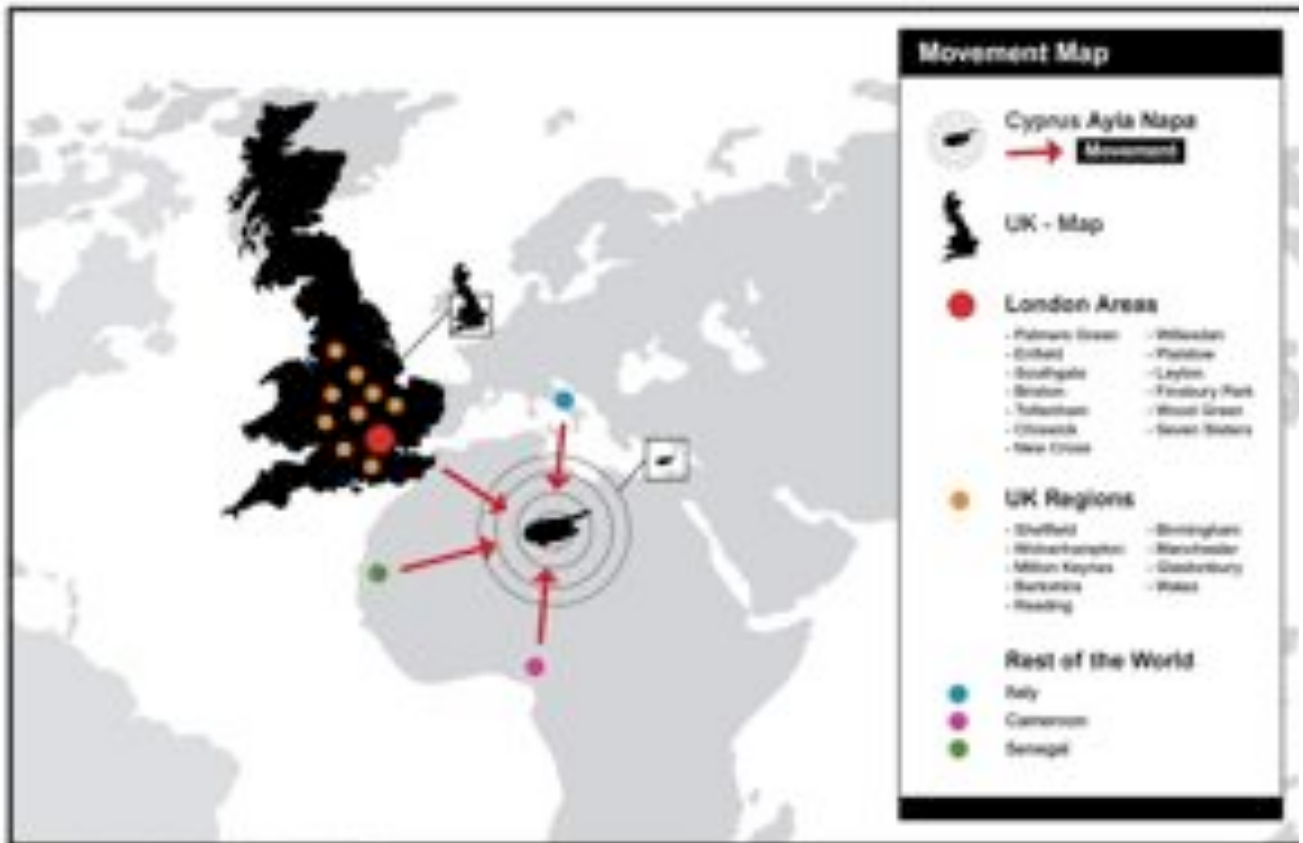 Movement Map
Cyprus Ayia Napa
Movement
UK - Map
London Areas
- Palmers Green
- Enfield
- Southgate
- Brixton
- Tottenham
- Chiswick
- New Cross
- Willesden
- Plaistow
- Leyton
- Finsbury Park
- Wood Green
- Seven Sisters
UK Regions
- Sheffield
- Wolverhampton
- Milton Keynes
- Berkshire
- Reading
- Birmingham
- Manchester
- Glastonbury
- Wales
Rest of the World
Italy
Cameroon
Senegal